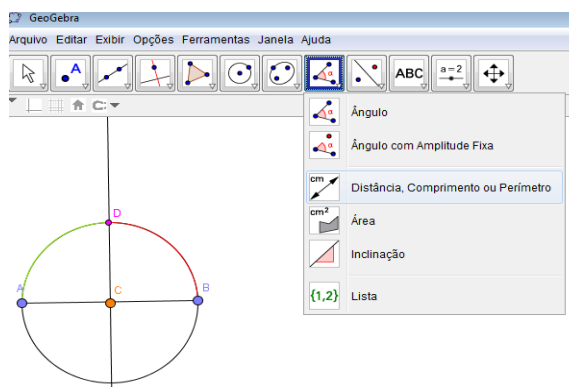 GeoGebra
Arquivo Editar Exibir Opções Ferramentas Janela Ajuda
A α ABC a=2
C:
α Ângulo
α Ângulo com Amplitude Fixa
cm Distância, Comprimento ou Perímetro
cm² Área
Inclinação
{1,2} Lista
D
A C B